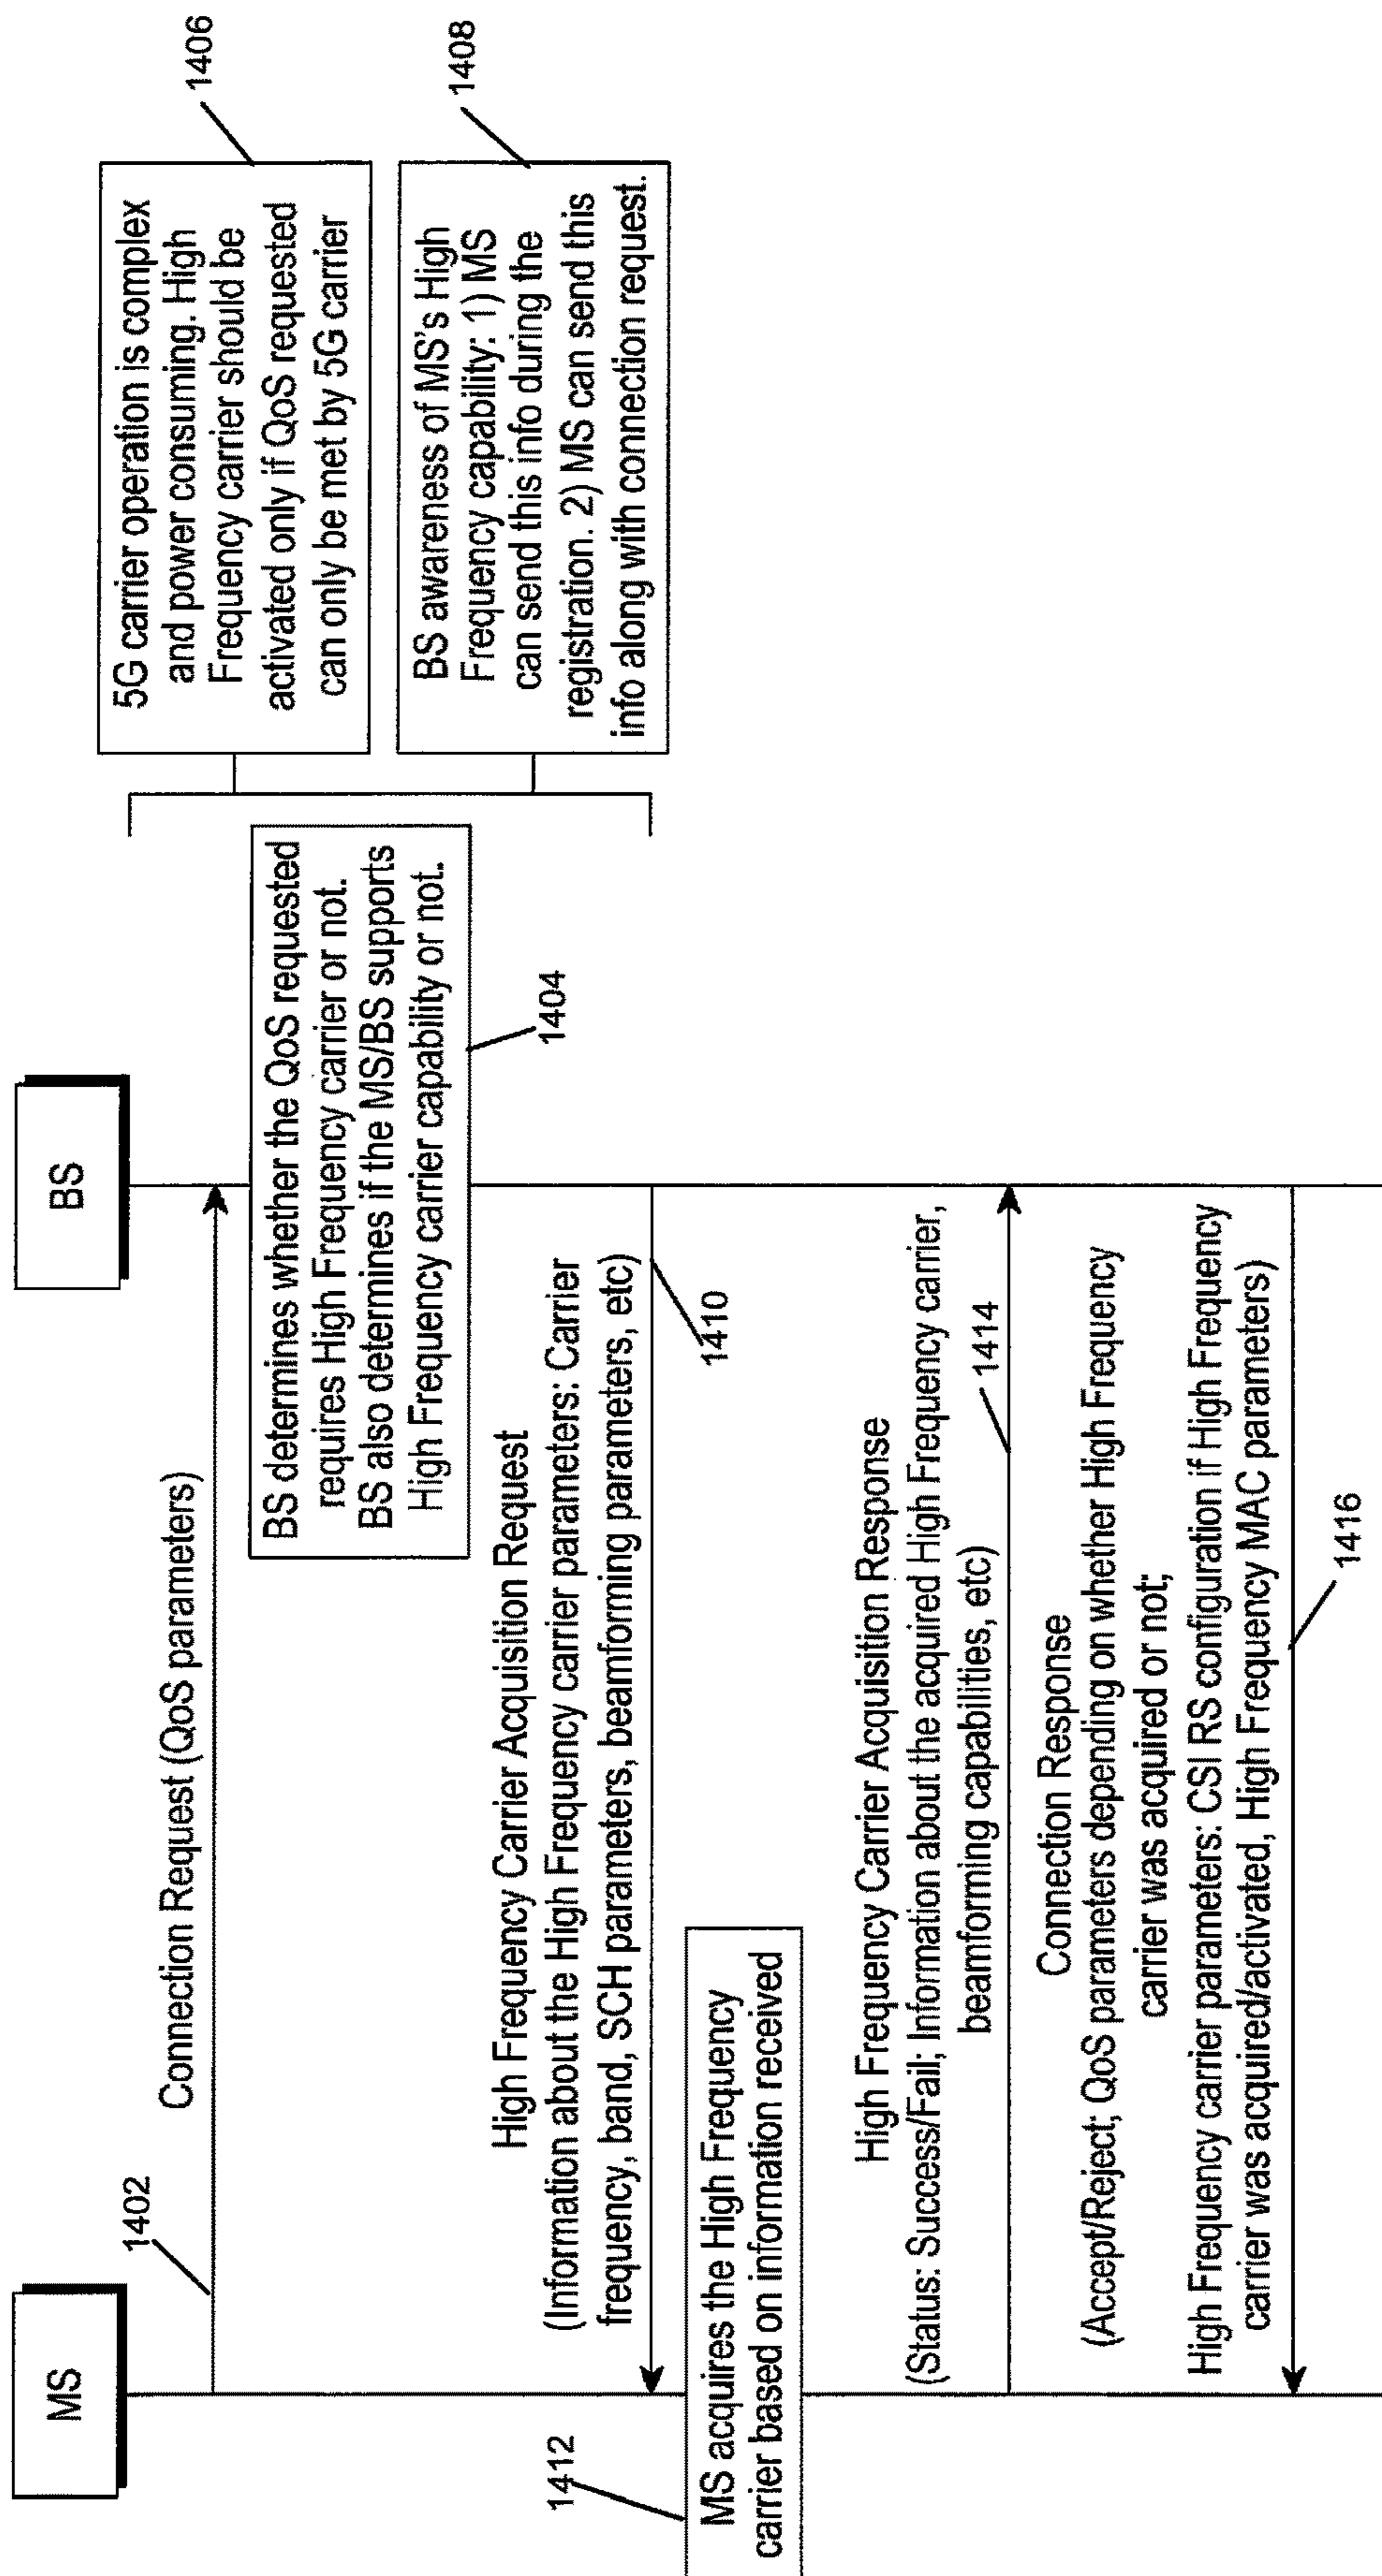 MS
BS
1402
Connection Request (QoS parameters)
BS determines whether the QoS requested
requires High Frequency carrier or not.
BS also determines if the MS/BS supports
High Frequency carrier capability or not.
1404
5G carrier operation is complex
and power consuming. High
Frequency carrier should be
activated only if QoS requested
can only be met by 5G carrier
1406
BS awareness of MS's High
Frequency capability: 1) MS
can send this info during the
registration. 2) MS can send this
info along with connection request.
1408
High Frequency Carrier Acquisition Request
(Information about the High Frequency carrier parameters: Carrier
frequency, band, SCH parameters, beamforming parameters, etc)
1410
1412
MS acquires the High Frequency
carrier based on information received
High Frequency Carrier Acquisition Response
(Status: Success/Fail; Information about the acquired High Frequency carrier,
beamforming capabilities, etc)
1414
Connection Response
(Accept/Reject; QoS parameters depending on whether High Frequency
carrier was acquired or not;
High Frequency carrier parameters: CSI RS configuration if High Frequency
carrier was acquired/activated, High Frequency MAC parameters)
1416